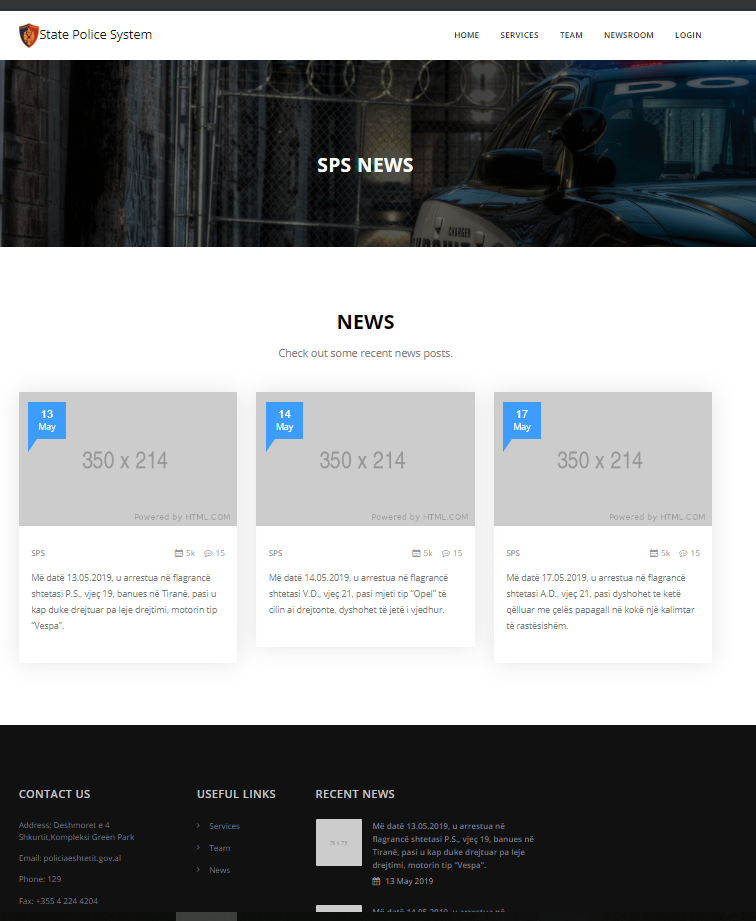 State Police System
HOME SERVICES TEAM NEWSROOM LOGIN
DO
SPS NEWS
CHARGER
NEWS
Check out some recent news posts.
13
May
350 x 214
Powered by HTML.COM
SPS 5k 15
Më datë 13.05.2019, u arrestua në flagrancë
shtetasi P.S., vjeç 19, banues në Tiranë, pasi u
kap duke drejtuar pa leje drejtimi, motorin tip
“Vespa”.
14
May
350 x 214
Powered by HTML.COM
SPS 5k 15
Më datë 14.05.2019, u arrestua në flagrancë
shtetasi V.D., vjeç 21, pasi mjeti tip “Opel” të
cilin ai drejtonte, dyshohet të jetë i vjedhur.
17
May
350 x 214
Powered by HTML.COM
SPS 5k 15
Më datë 17.05.2019, u arrestua në flagrancë
shtetasi A.D., vjeç 21, pasi dyshohet te ketë
qëlluar me çelës papagall në kokë një kalimtar
të rastësishëm.
CONTACT US
Address: Deshmoret e 4
Shkurtit,Kompleksi Green Park
Email: policiaeshtetit.gov.al
Phone: 129
Fax: +355 4 224 4204
USEFUL LINKS
Services
Team
News
RECENT NEWS
Më datë 13.05.2019, u arrestua në
flagrancë shtetasi P.S., vjeç 19, banues në
Tiranë, pasi u kap duke drejtuar pa leje
drejtimi, motorin tip “Vespa”.
13 May 2019
Më datë 14.05.2019, u arrestua në